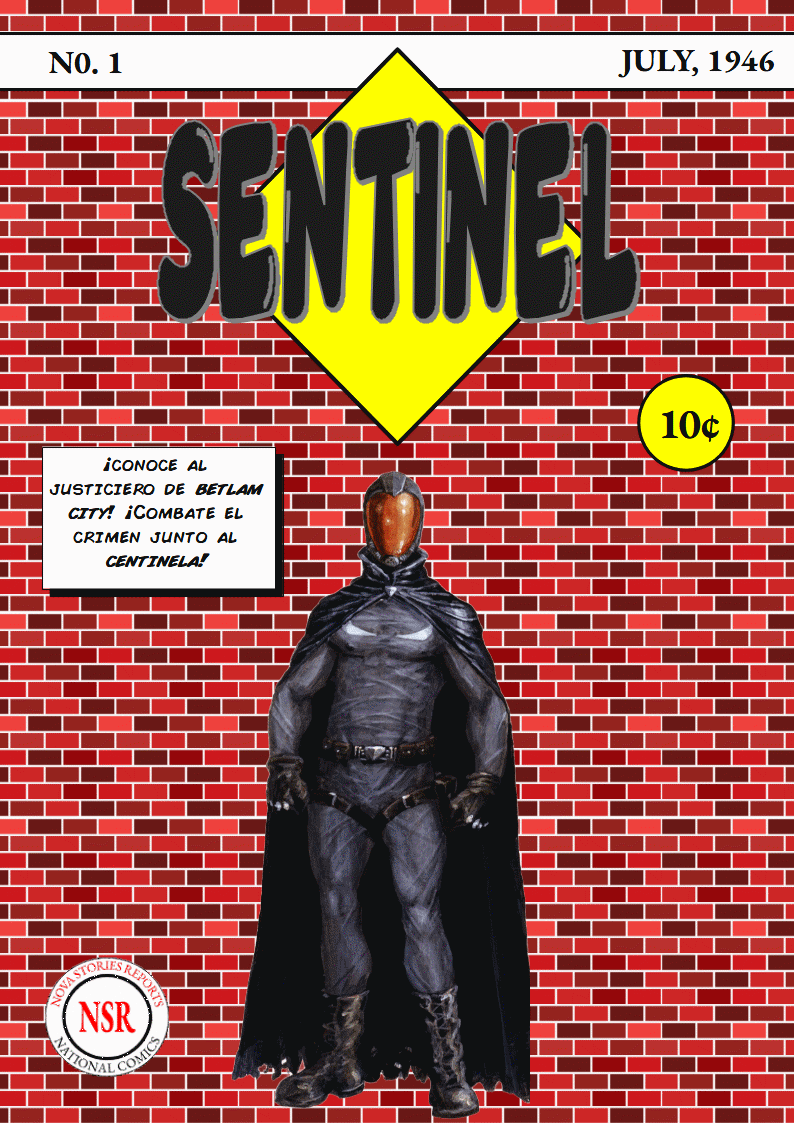 N0. 1
JULY, 1946
SENTINEL
10¢
¡CONOCE AL
JUSTICIERO DE BETLAM
CITY! ¡COMBATE EL
CRIMEN JUNTO AL
CENTINELA!
NOVA STORIES REPORTS
NSR
NATIONAL COMICS